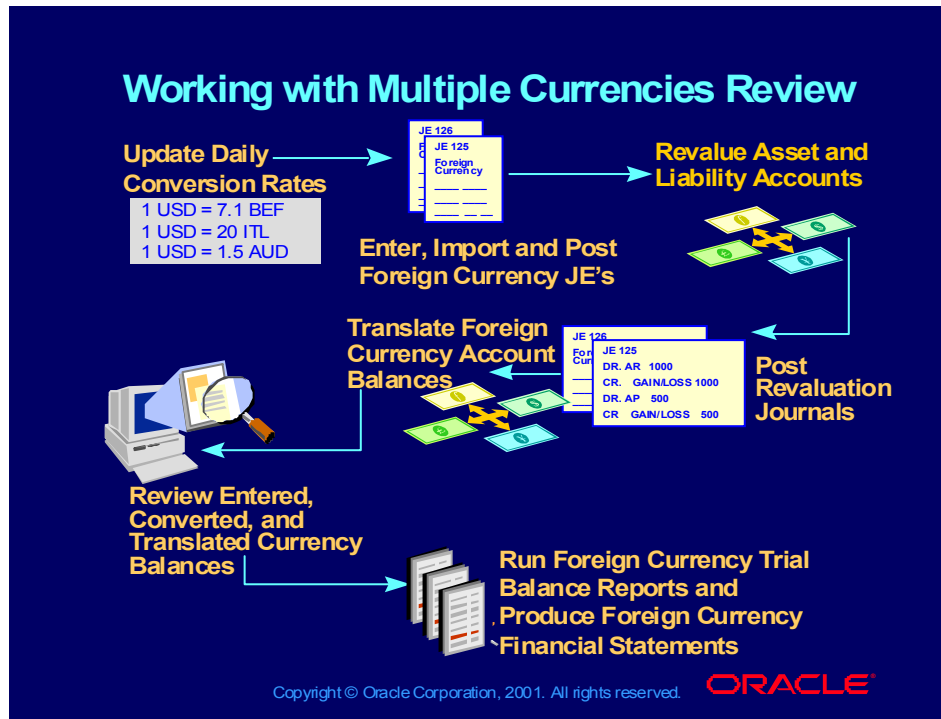 Working with Multiple Currencies Review
Update Daily
Conversion Rates
1 USD = 7.1 BEF
1 USD = 20 ITL
1 USD = 1.5 AUD
JE 126
JE 125
Foreign
Currency
Enter, Import and Post
Foreign Currency JE's
Revalue Asset and
Liability Accounts
JE 126
JE 125
DR. AR 1000
CR. GAIN/LOSS 1000
DR. AP 500
CR GAIN/LOSS 500
Post
Revaluation
Journals
Translate Foreign
Currency Account
Balances
Review Entered,
Converted, and
Translated Currency
Balances
Run Foreign Currency Trial
Balance Reports and
Produce Foreign Currency
Financial Statements
Copyright © Oracle Corporation, 2001. All rights reserved.
ORACLE®